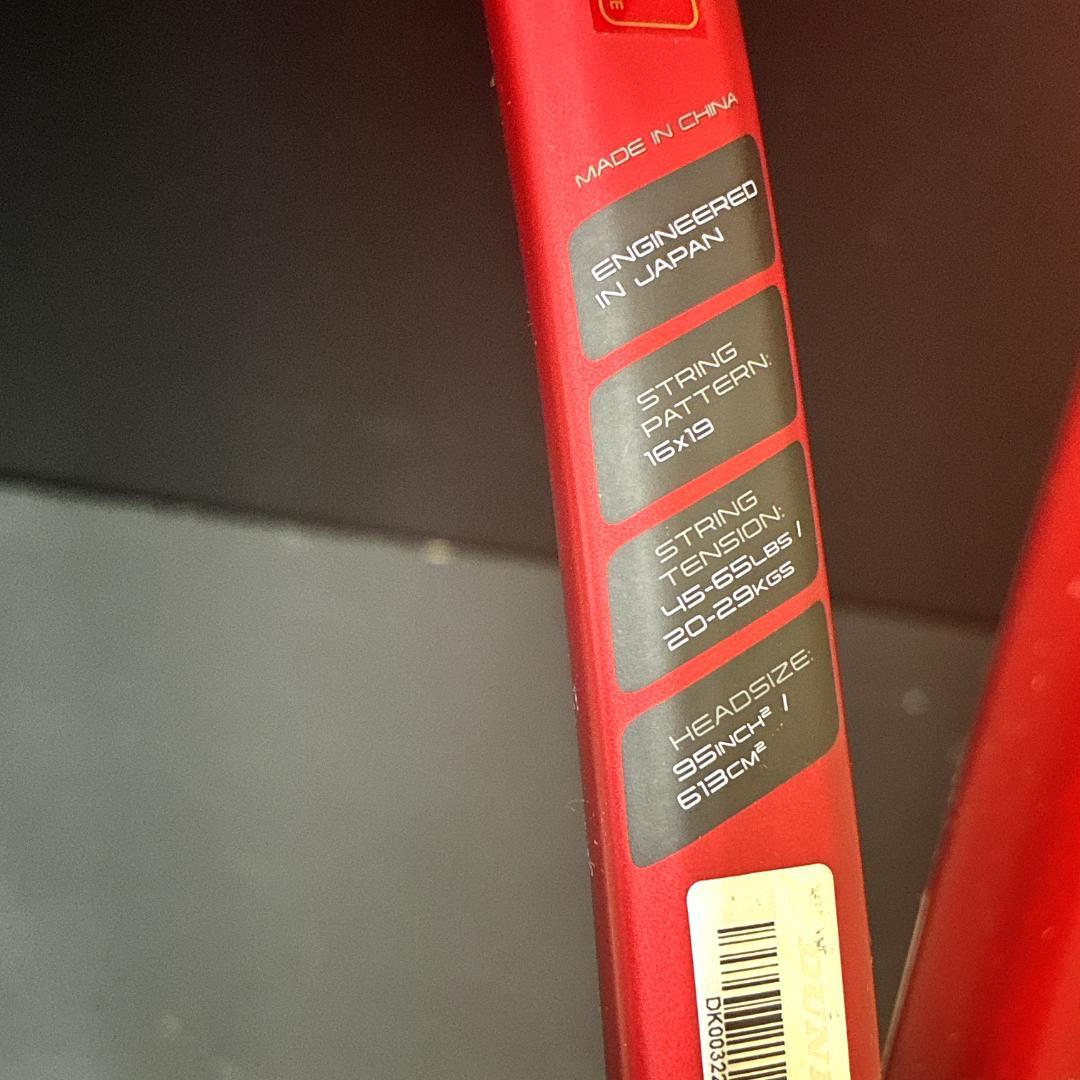 MADE IN CHINA
ENGINEERED
IN JAPAN
STRING
PATTERN:
16x19
STRING
TENSION:
45-65LBS /
20-29KGS
HEADSIZE:
95INCH² /
613CM²